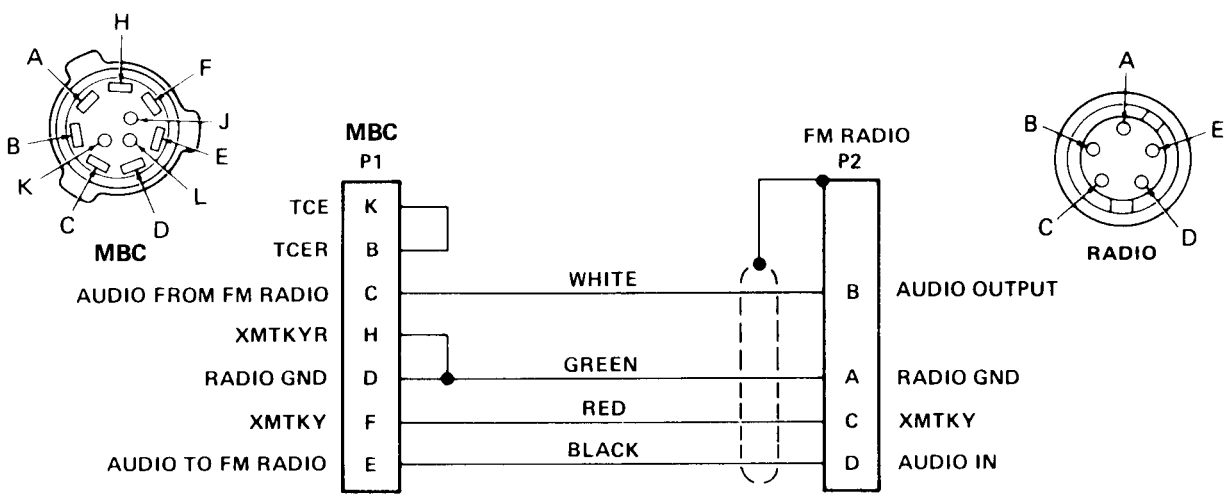 H
A
F
J
B
E
K
L
C
D
MBC
MBC
P1
FM RADIO
P2
A
B
E
C
D
RADIO
TCE K
TCER B
AUDIO FROM FM RADIO C WHITE B AUDIO OUTPUT
XMTKYR H
RADIO GND D GREEN A RADIO GND
XMTKY F RED C XMTKY
AUDIO TO FM RADIO E BLACK D AUDIO IN